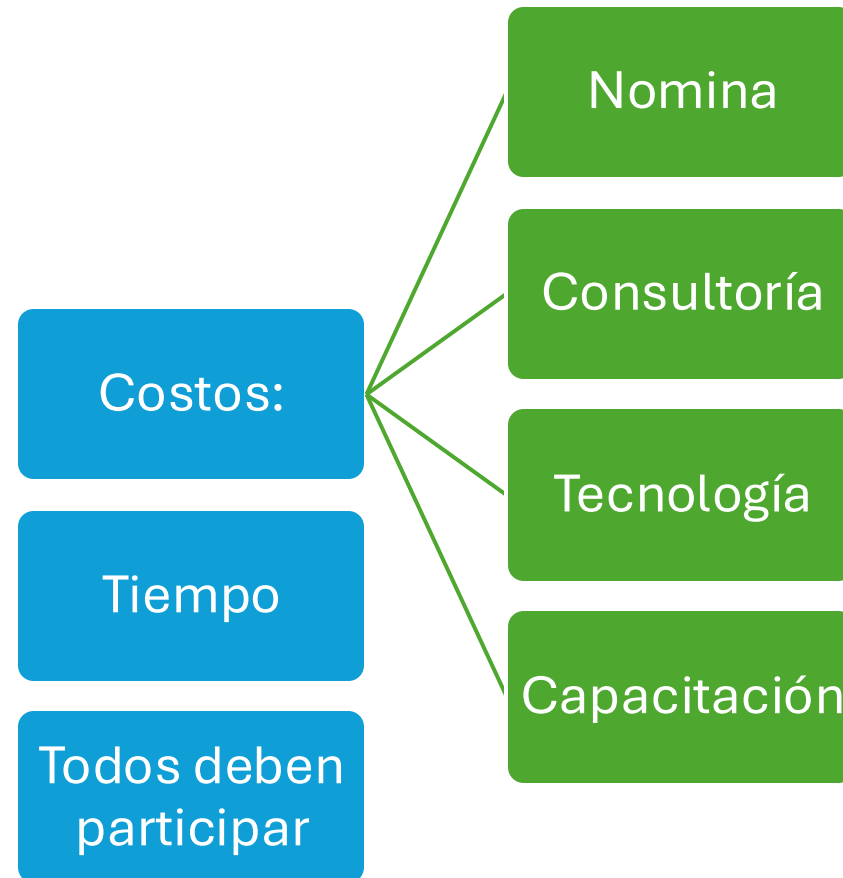 Costos:
Nomina
Consultoría
Tecnología
Capacitación
Tiempo
Todos deben
participar